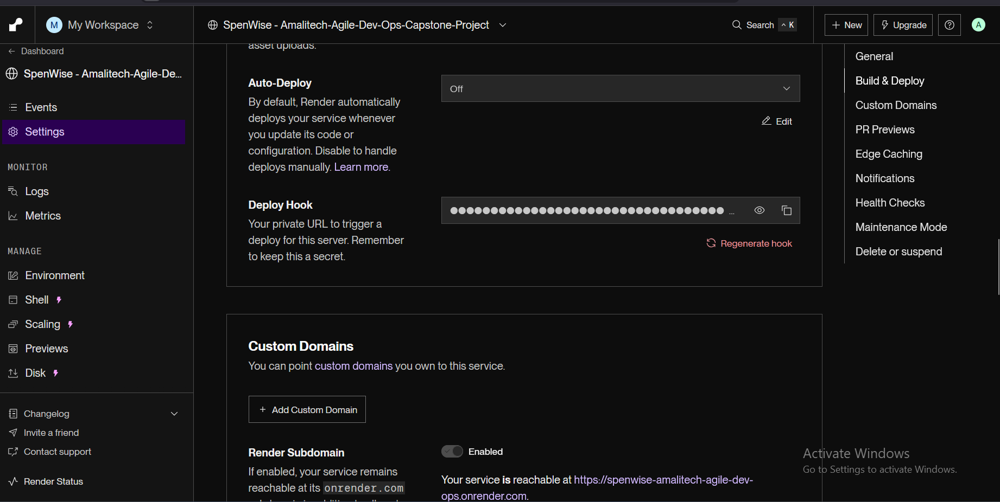 M My Workspace
SpenWise - Amalitech-Agile-Dev-Ops-Capstone-Project
Search ^ K
+ New
Upgrade
A
Dashboard
SpenWise - Amalitech-Agile-De...
Events
Settings
MONITOR
Logs
Metrics
MANAGE
Environment
Shell
Scaling
Previews
Disk
Changelog
Invite a friend
Contact support
Render Status
asset uploads.
Auto-Deploy
By default, Render automatically
deploys your service whenever
you update its code or
configuration. Disable to handle
deploys manually. Learn more.
Off
Edit
Deploy Hook
Your private URL to trigger a
deploy for this server. Remember
to keep this a secret.
●●●●●●●●●●●●●●●●●●●●●●●●●●●●●●●●●● ...
Regenerate hook
Custom Domains
You can point custom domains you own to this service.
+ Add Custom Domain
Render Subdomain
If enabled, your service remains
reachable at its onrender.com
Enabled
Your service is reachable at https://spenwise-amalitech-agile-dev-
ops.onrender.com.
General
Build & Deploy
Custom Domains
PR Previews
Edge Caching
Notifications
Health Checks
Maintenance Mode
Delete or suspend
Activate Windows
Go to Settings to activate Windows.